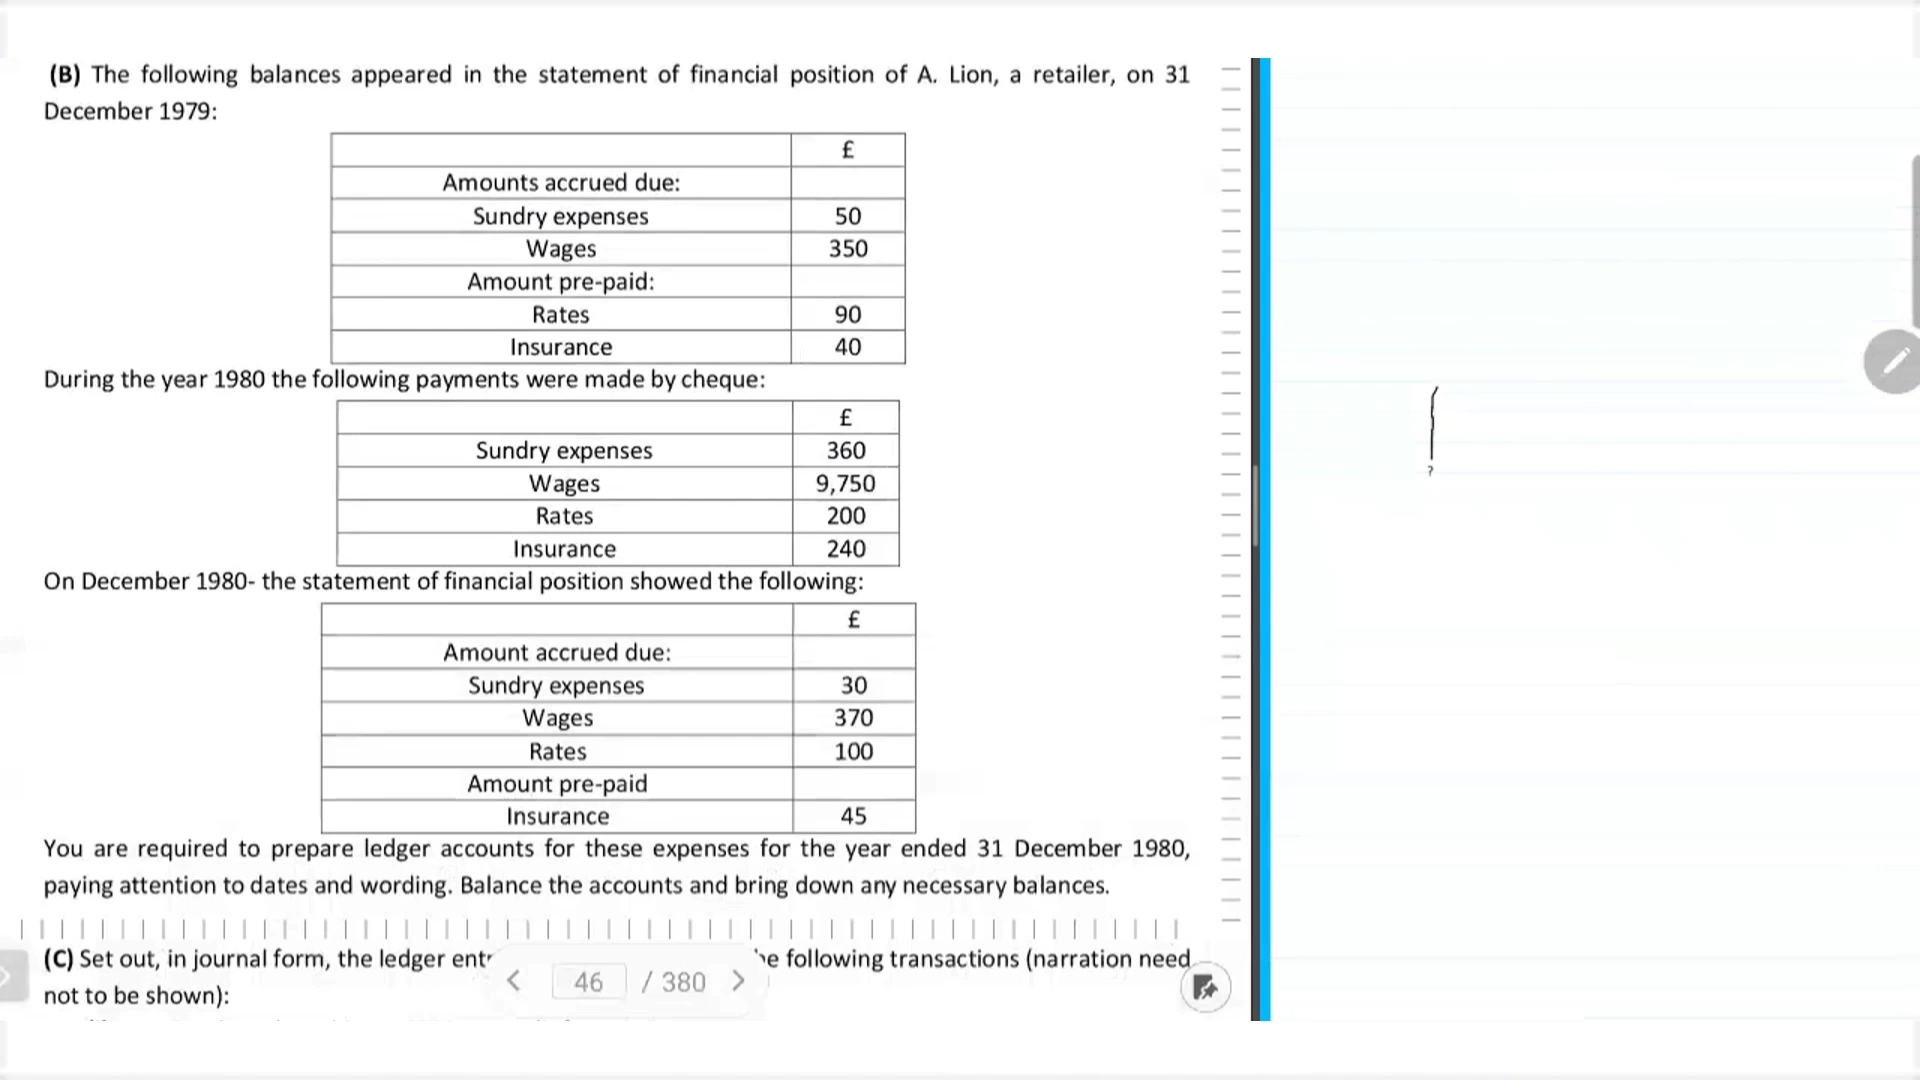 (B) The following balances appeared in the statement of financial position of A. Lion, a retailer, on 31
December 1979:
£
Amounts accrued due:
Sundry expenses 50
Wages 350
Amount pre-paid:
Rates 90
Insurance 40
During the year 1980 the following payments were made by cheque:
£
Sundry expenses 360
Wages 9,750
Rates 200
Insurance 240
On December 1980- the statement of financial position showed the following:
£
Amount accrued due:
Sundry expenses 30
Wages 370
Rates 100
Amount pre-paid
Insurance 45
You are required to prepare ledger accounts for these expenses for the year ended 31 December 1980,
paying attention to dates and wording. Balance the accounts and bring down any necessary balances.
(C) Set out, in journal form, the ledger following transactions (narration need
not to be shown):
46 / 380